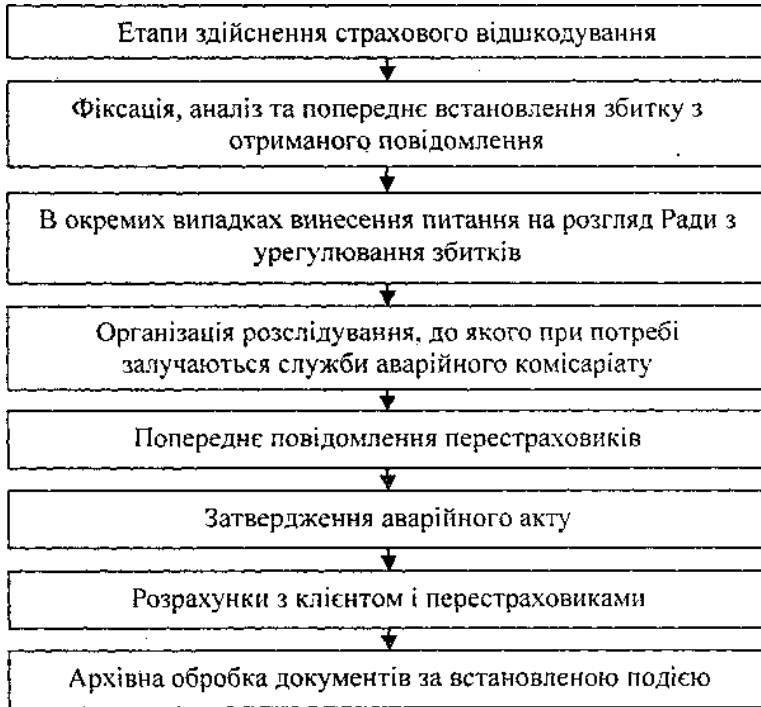 Етапи здійснення страхового відшкодування
Фіксація, аналіз та попереднє встановлення збитку з
отриманого повідомлення
В окремих випадках винесення питання на розгляд Ради з
урегулювання збитків
Організація розслідування, до якого при потребі
залучаються служби аварійного комісаріату
Попереднє повідомлення перестраховиків
Затвердження аварійного акту
Розрахунки з клієнтом і перестраховиками
Архівна обробка документів за встановленою подією